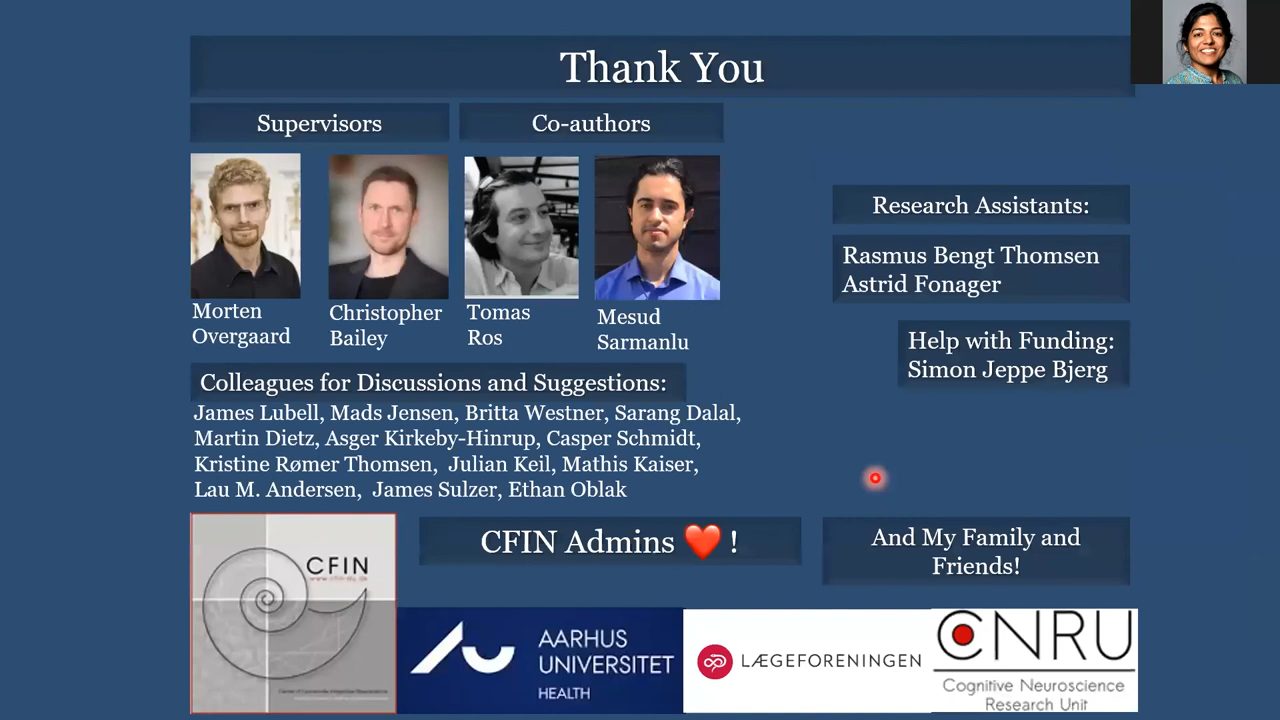 Thank You
Supervisors
Co-authors
Morten
Overgaard
Christopher
Bailey
Tomas
Ros
Mesud
Sarmanlu
Research Assistants:
Rasmus Bengt Thomsen
Astrid Fonager
Help with Funding:
Simon Jeppe Bjerg
Colleagues for Discussions and Suggestions:
James Lubell, Mads Jensen, Britta Westner, Sarang Dalal,
Martin Dietz, Asger Kirkeby-Hinrup, Casper Schmidt,
Kristine Rømer Thomsen, Julian Keil, Mathis Kaiser,
Lau M. Andersen, James Sulzer, Ethan Oblak
CFIN Admins ❤️ !
And My Family and
Friends!
CFIN
AARHUS
UNIVERSITET
HEALTH
LÆGEFORENINGEN
CNRU
Cognitive Neuroscience
Research Unit